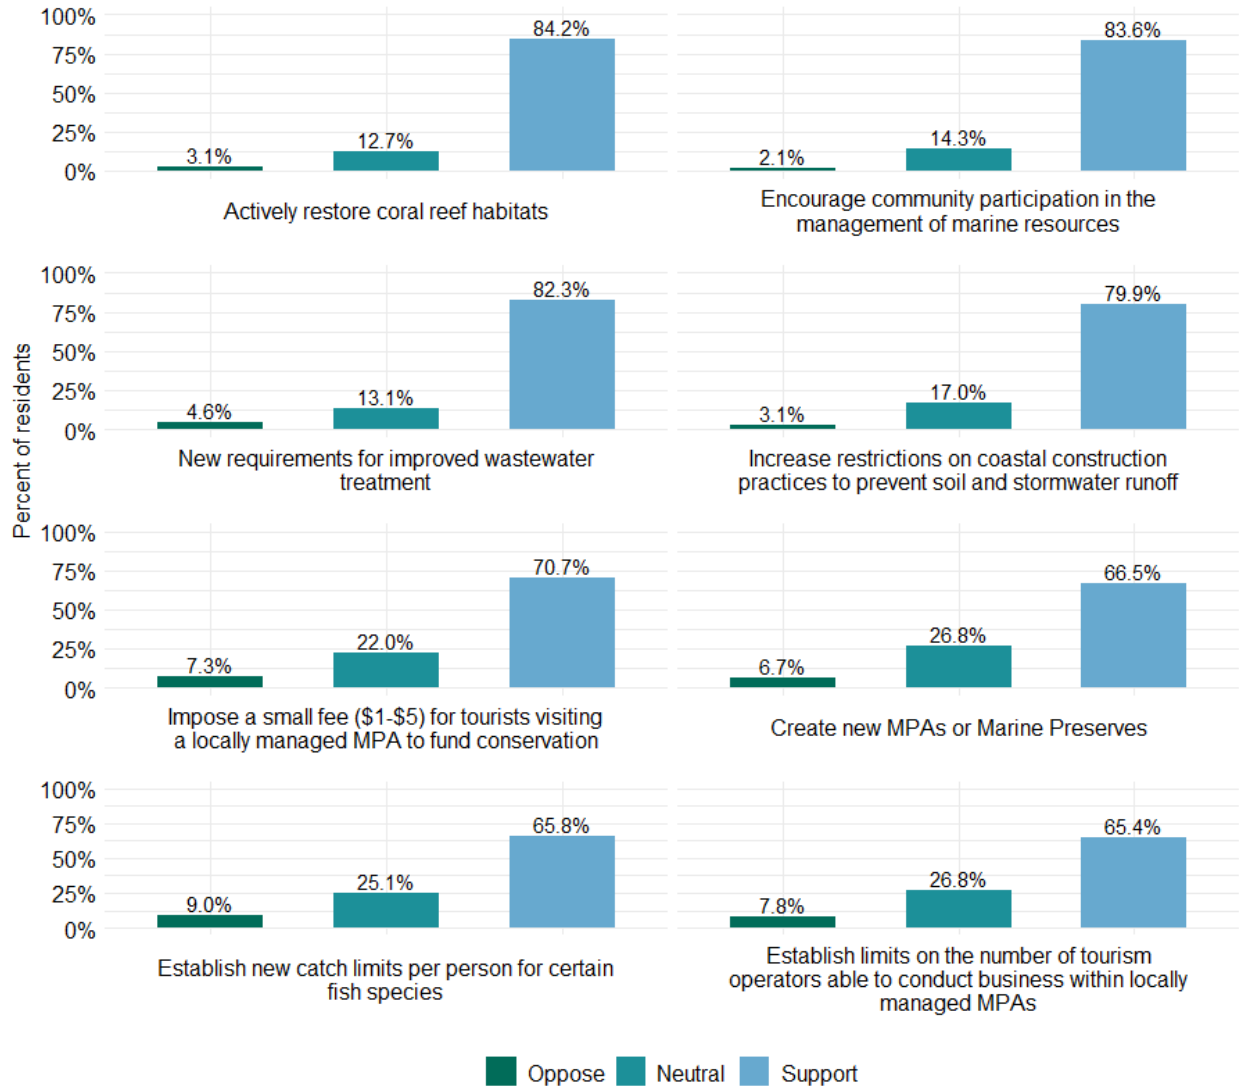 100%
75%
50%
25%
0%
3.1%
12.7%
84.2%
Actively restore coral reef habitats
2.1%
14.3%
83.6%
Encourage community participation in the
management of marine resources
Percent of residents
100%
75%
50%
25%
0%
4.6%
13.1%
82.3%
New requirements for improved wastewater
treatment
3.1%
17.0%
79.9%
Increase restrictions on coastal construction
practices to prevent soil and stormwater runoff
100%
75%
50%
25%
0%
7.3%
22.0%
70.7%
Impose a small fee ($1-$5) for tourists visiting
a locally managed MPA to fund conservation
6.7%
26.8%
66.5%
Create new MPAs or Marine Preserves
100%
75%
50%
25%
0%
9.0%
25.1%
65.8%
Establish new catch limits per person for certain
fish species
7.8%
26.8%
65.4%
Establish limits on the number of tourism
operators able to conduct business within locally
managed MPAs
Oppose Neutral Support